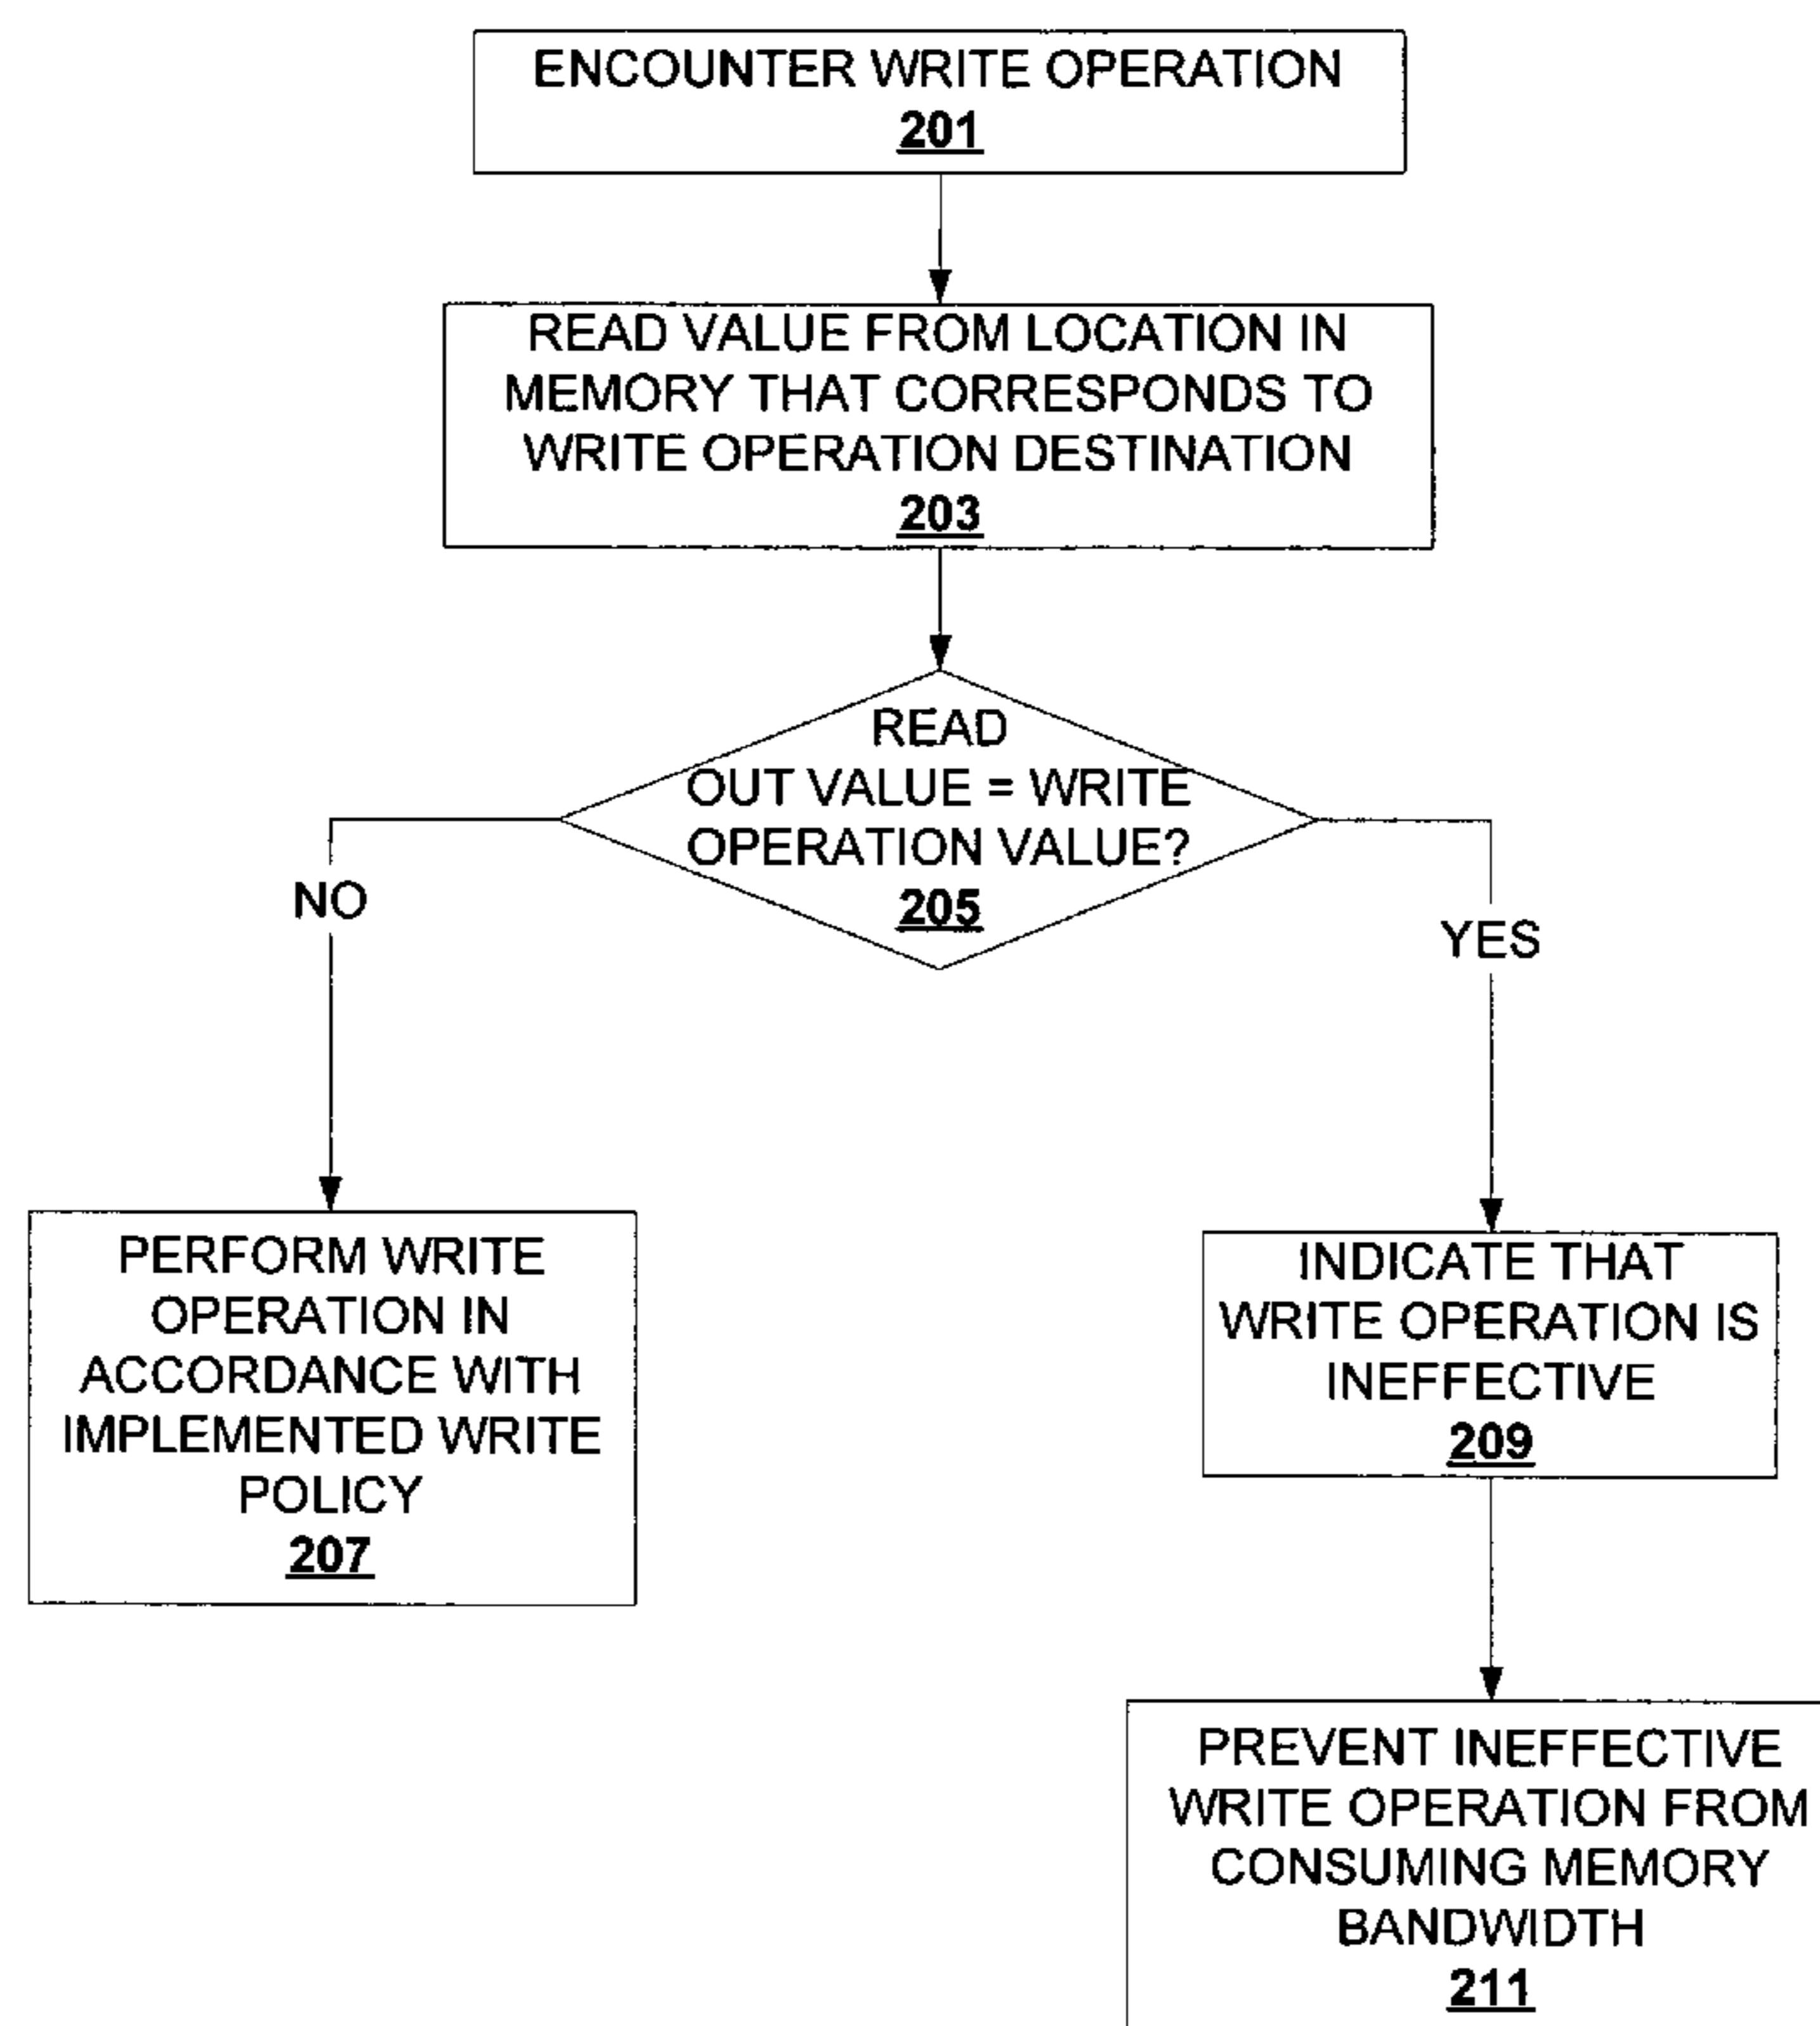 ENCOUNTER WRITE OPERATION
201
READ VALUE FROM LOCATION IN
MEMORY THAT CORRESPONDS TO
WRITE OPERATION DESTINATION
203
READ
OUT VALUE = WRITE
OPERATION VALUE?
205
NO
YES
PERFORM WRITE
OPERATION IN
ACCORDANCE WITH
IMPLEMENTED WRITE
POLICY
207
INDICATE THAT
WRITE OPERATION IS
INEFFECTIVE
209
PREVENT INEFFECTIVE
WRITE OPERATION FROM
CONSUMING MEMORY
BANDWIDTH
211